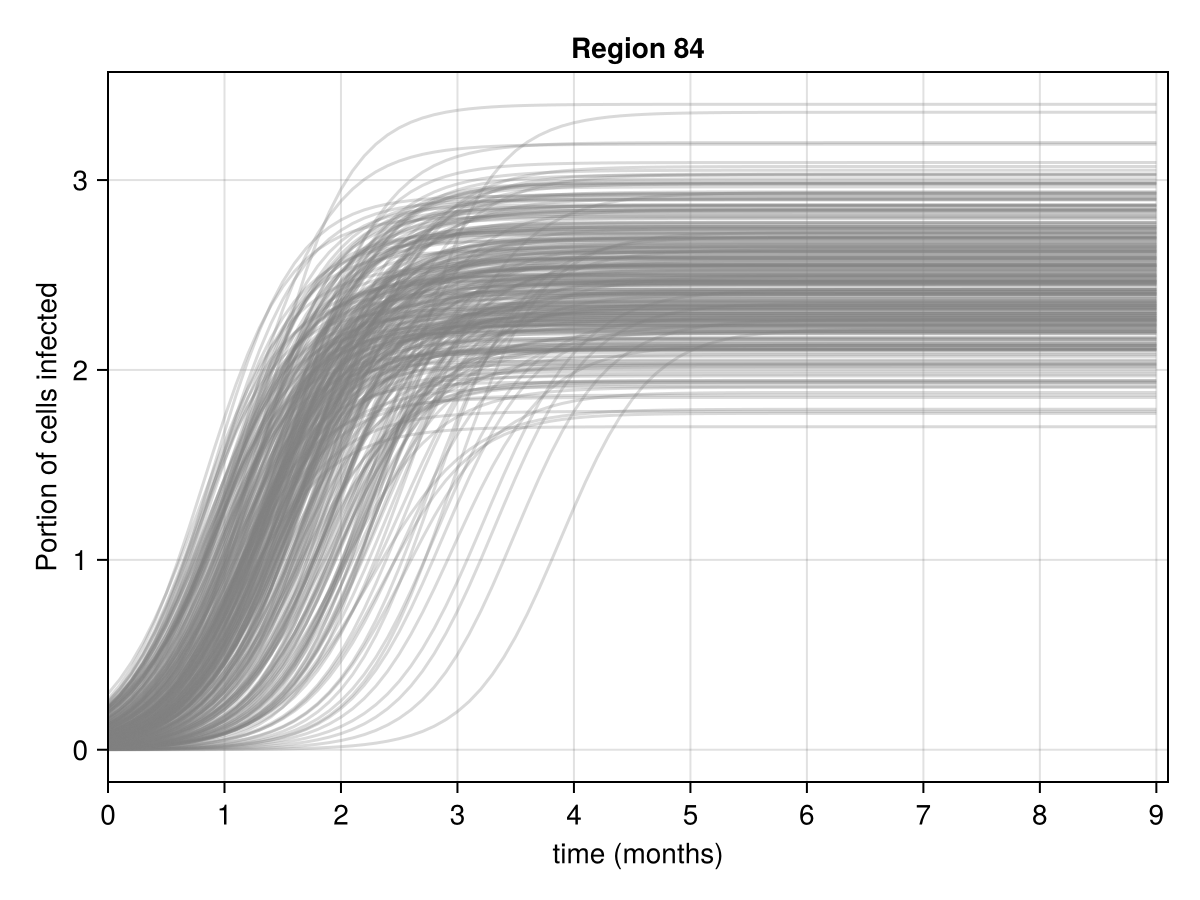 Region 84
Portion of cells infected
3
2
1
0
0 1 2 3 4 5 6 7 8 9
time (months)